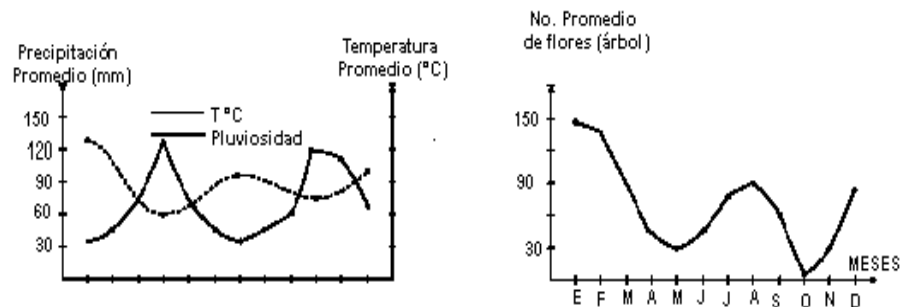 Precipitación
Promedio (mm)
Temperatura
Promedio (°C)
150
120
90
60
30
T °C
Pluviosidad
No. Promedio
de flores (árbol)
150
90
30
MESES
E F M A M J J A S O N D